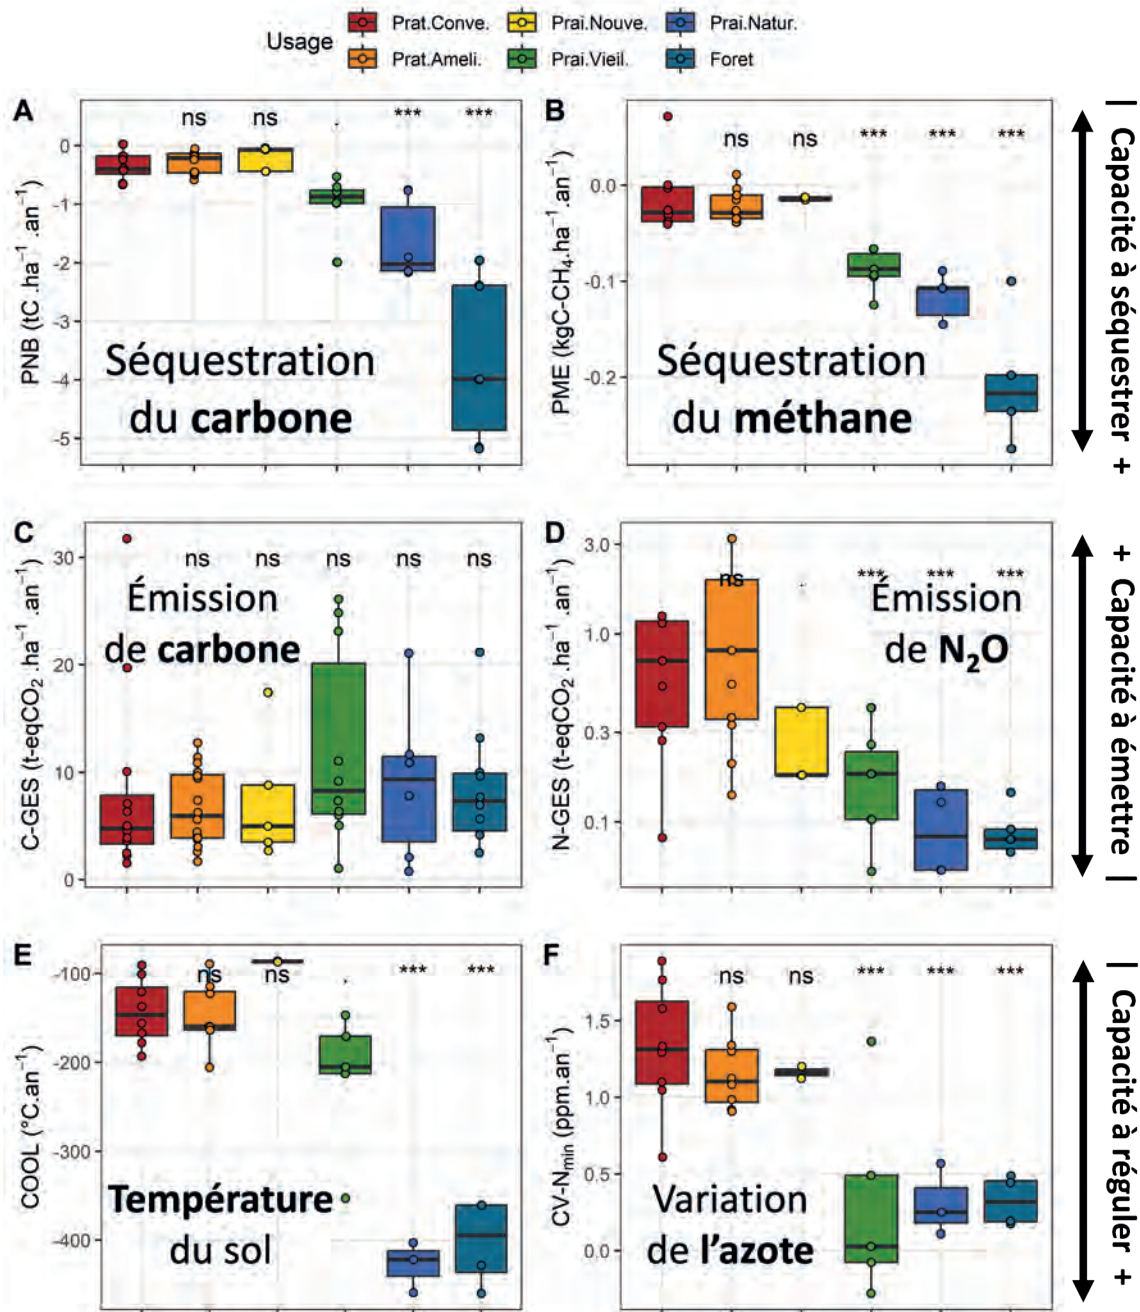 Usage
Prat.Conve.
Prai.Nouve.
Prai.Natur.
Prat.Ameli.
Prai.Vieil.
Foret
A
ns
ns
.
***
***
0
-1
-2
-3
-4
-5
PNB (tC .ha⁻¹ .an⁻¹)
Séquestration
du carbone
B
ns
ns
***
***
***
0.0
-0.1
-0.2
PME (kgC-CH₄.ha⁻¹.an⁻¹)
Séquestration
du méthane
| Capacité à séquestrer +
C
ns
ns
ns
ns
ns
30
20
10
0
C-GES (t-eqCO₂.ha⁻¹ .an⁻¹)
Émission
de carbone
D
ns
.
***
***
***
3.0
1.0
0.3
0.1
N-GES (t-eqCO₂.ha⁻¹ .an⁻¹)
Émission
de N₂O
+ Capacité à émettre |
E
ns
ns
.
***
***
-100
-200
-300
-400
COOL (°C.an⁻¹)
Température
du sol
F
ns
ns
***
***
***
1.5
1.0
0.5
0.0
CV-Nmin (ppm.an⁻¹)
Variation
de l'azote
| Capacité à réguler +